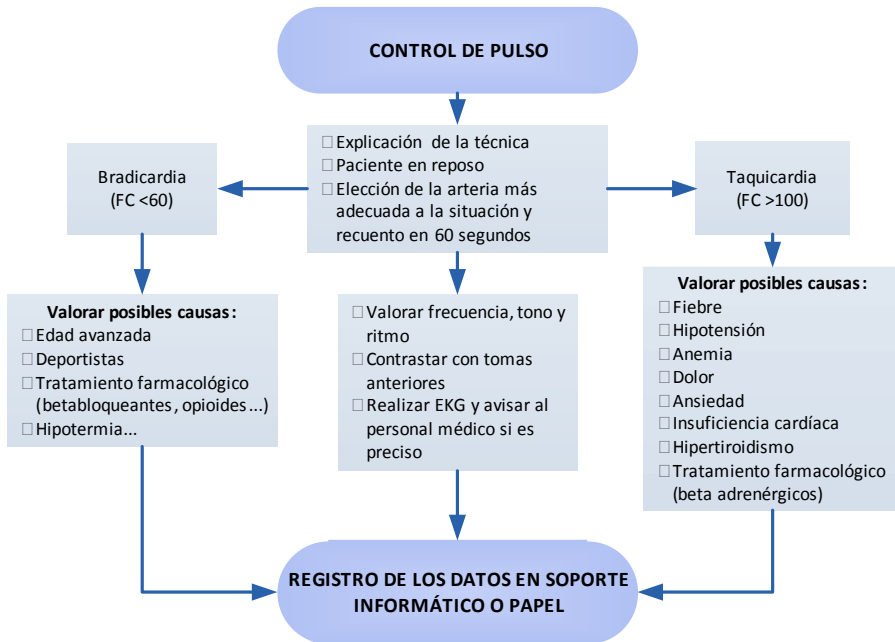 CONTROL DE PULSO
□ Explicación de la técnica
□ Paciente en reposo
□ Elección de la arteria más
adecuada a la situación y
recuento en 60 segundos
Bradicardia
(FC <60)
Taquicardia
(FC >100)
Valorar posibles causas:
□ Edad avanzada
□ Deportistas
□ Tratamiento farmacológico
(betabloqueantes, opioides...)
□ Hipotermia...
□ Valorar frecuencia, tono y
ritmo
□ Contrastar con tomas
anteriores
□ Realizar EKG y avisar al
personal médico si es
preciso
Valorar posibles causas:
□ Fiebre
□ Hipotensión
□ Anemia
□ Dolor
□ Ansiedad
□ Insuficiencia cardíaca
□ Hipertiroidismo
□ Tratamiento farmacológico
(beta adrenérgicos)
REGISTRO DE LOS DATOS EN SOPORTE
INFORMÁTICO O PAPEL